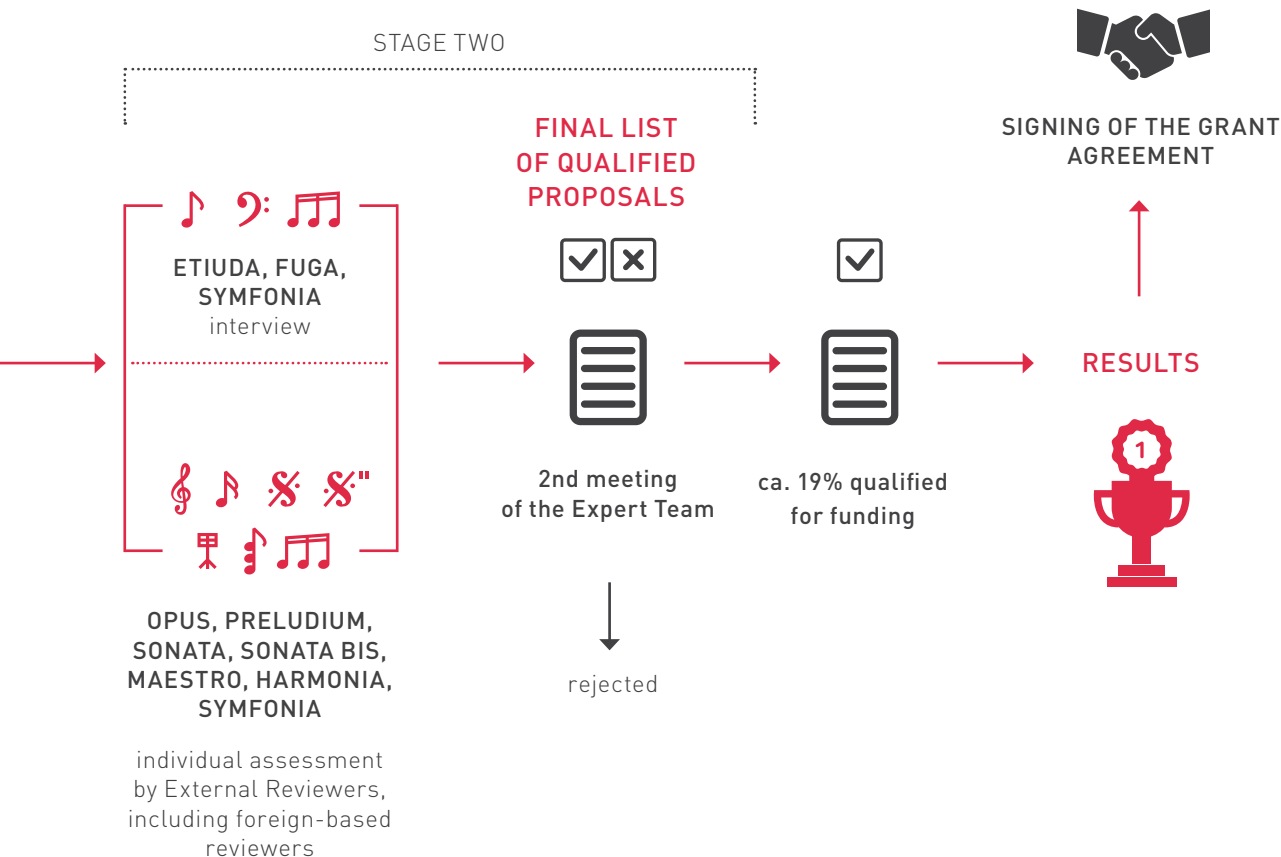 STAGE TWO
ETIUDA, FUGA,
SYMFONIA
interview
OPUS, PRELUDIUM,
SONATA, SONATA BIS,
MAESTRO, HARMONIA,
SYMFONIA
individual assessment
by External Reviewers,
including foreign-based
reviewers
FINAL LIST
OF QUALIFIED
PROPOSALS
2nd meeting
of the Expert Team
rejected
ca. 19% qualified
for funding
RESULTS
1
SIGNING OF THE GRANT
AGREEMENT